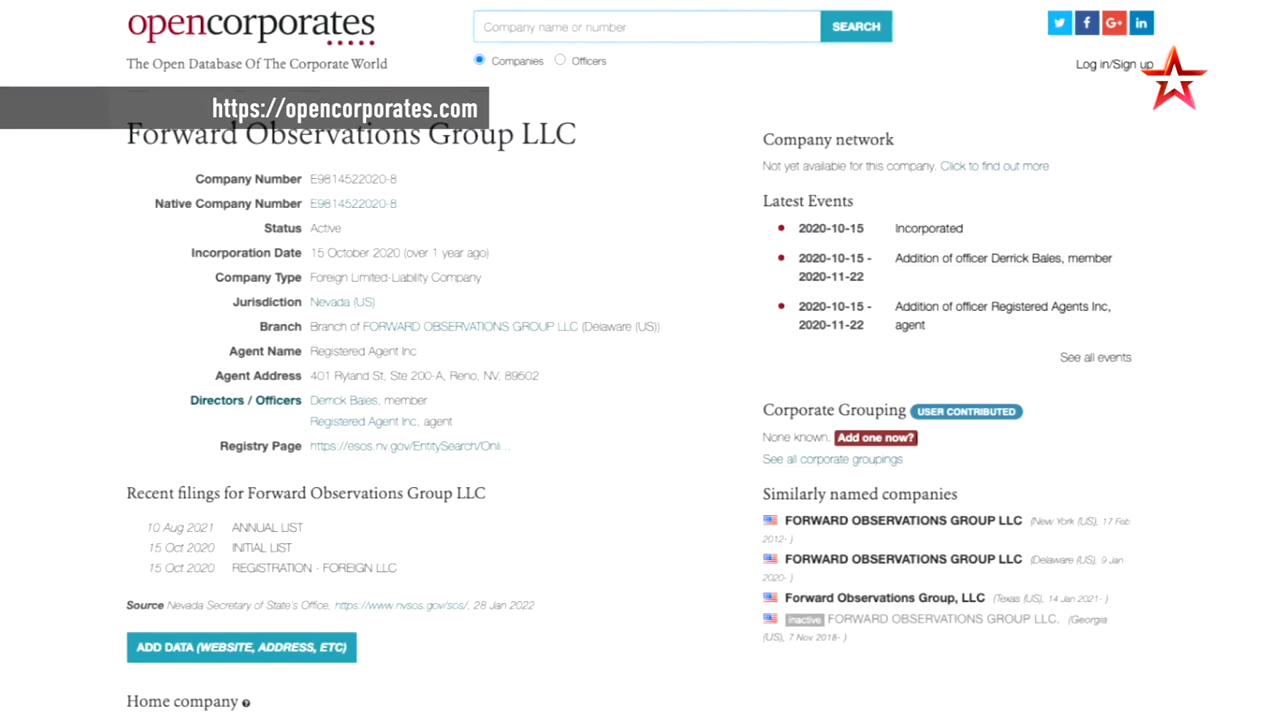 opencorporates
The Open Database Of The Corporate World
Company name or number
SEARCH
Companies
Officers
Log in/Sign up
https://opencorporates.com
Forward Observations Group LLC
Company Number E9814522020-8
Native Company Number E9814522020-8
Status Active
Incorporation Date 15 October 2020 (over 1 year ago)
Company Type Foreign Limited-Liability Company
Jurisdiction Nevada (US)
Branch Branch of FORWARD OBSERVATIONS GROUP LLC (Delaware (US))
Agent Name Registered Agent Inc
Agent Address 401 Ryland St, Ste 200-A, Reno, NV, 89502
Directors / Officers Derrick Bales, member
Registered Agent Inc, agent
Registry Page https://esos.nv.gov/EntitySearch/Onli...
Recent filings for Forward Observations Group LLC
10 Aug 2021 ANNUAL LIST
15 Oct 2020 INITIAL LIST
15 Oct 2020 REGISTRATION - FOREIGN LLC
Source Nevada Secretary of State's Office, https://www.nvsos.gov/sos/, 28 Jan 2022
ADD DATA (WEBSITE, ADDRESS, ETC)
Home company
Company network
Not yet available for this company. Click to find out more
Latest Events
2020-10-15 Incorporated
2020-10-15 - Addition of officer Derrick Bales, member
2020-11-22
2020-10-15 - Addition of officer Registered Agents Inc,
2020-11-22 agent
See all events
Corporate Grouping USER CONTRIBUTED
None known. Add one now?
See all corporate groupings
Similarly named companies
FORWARD OBSERVATIONS GROUP LLC (New York (US), 17 Feb
2012- )
FORWARD OBSERVATIONS GROUP LLC (Delaware (US), 9 Jan
2020- )
Forward Observations Group, LLC (Texas (US), 14 Jan 2021- )
inactive FORWARD OBSERVATIONS GROUP LLC. (Georgia
(US), 7 Nov 2018- )